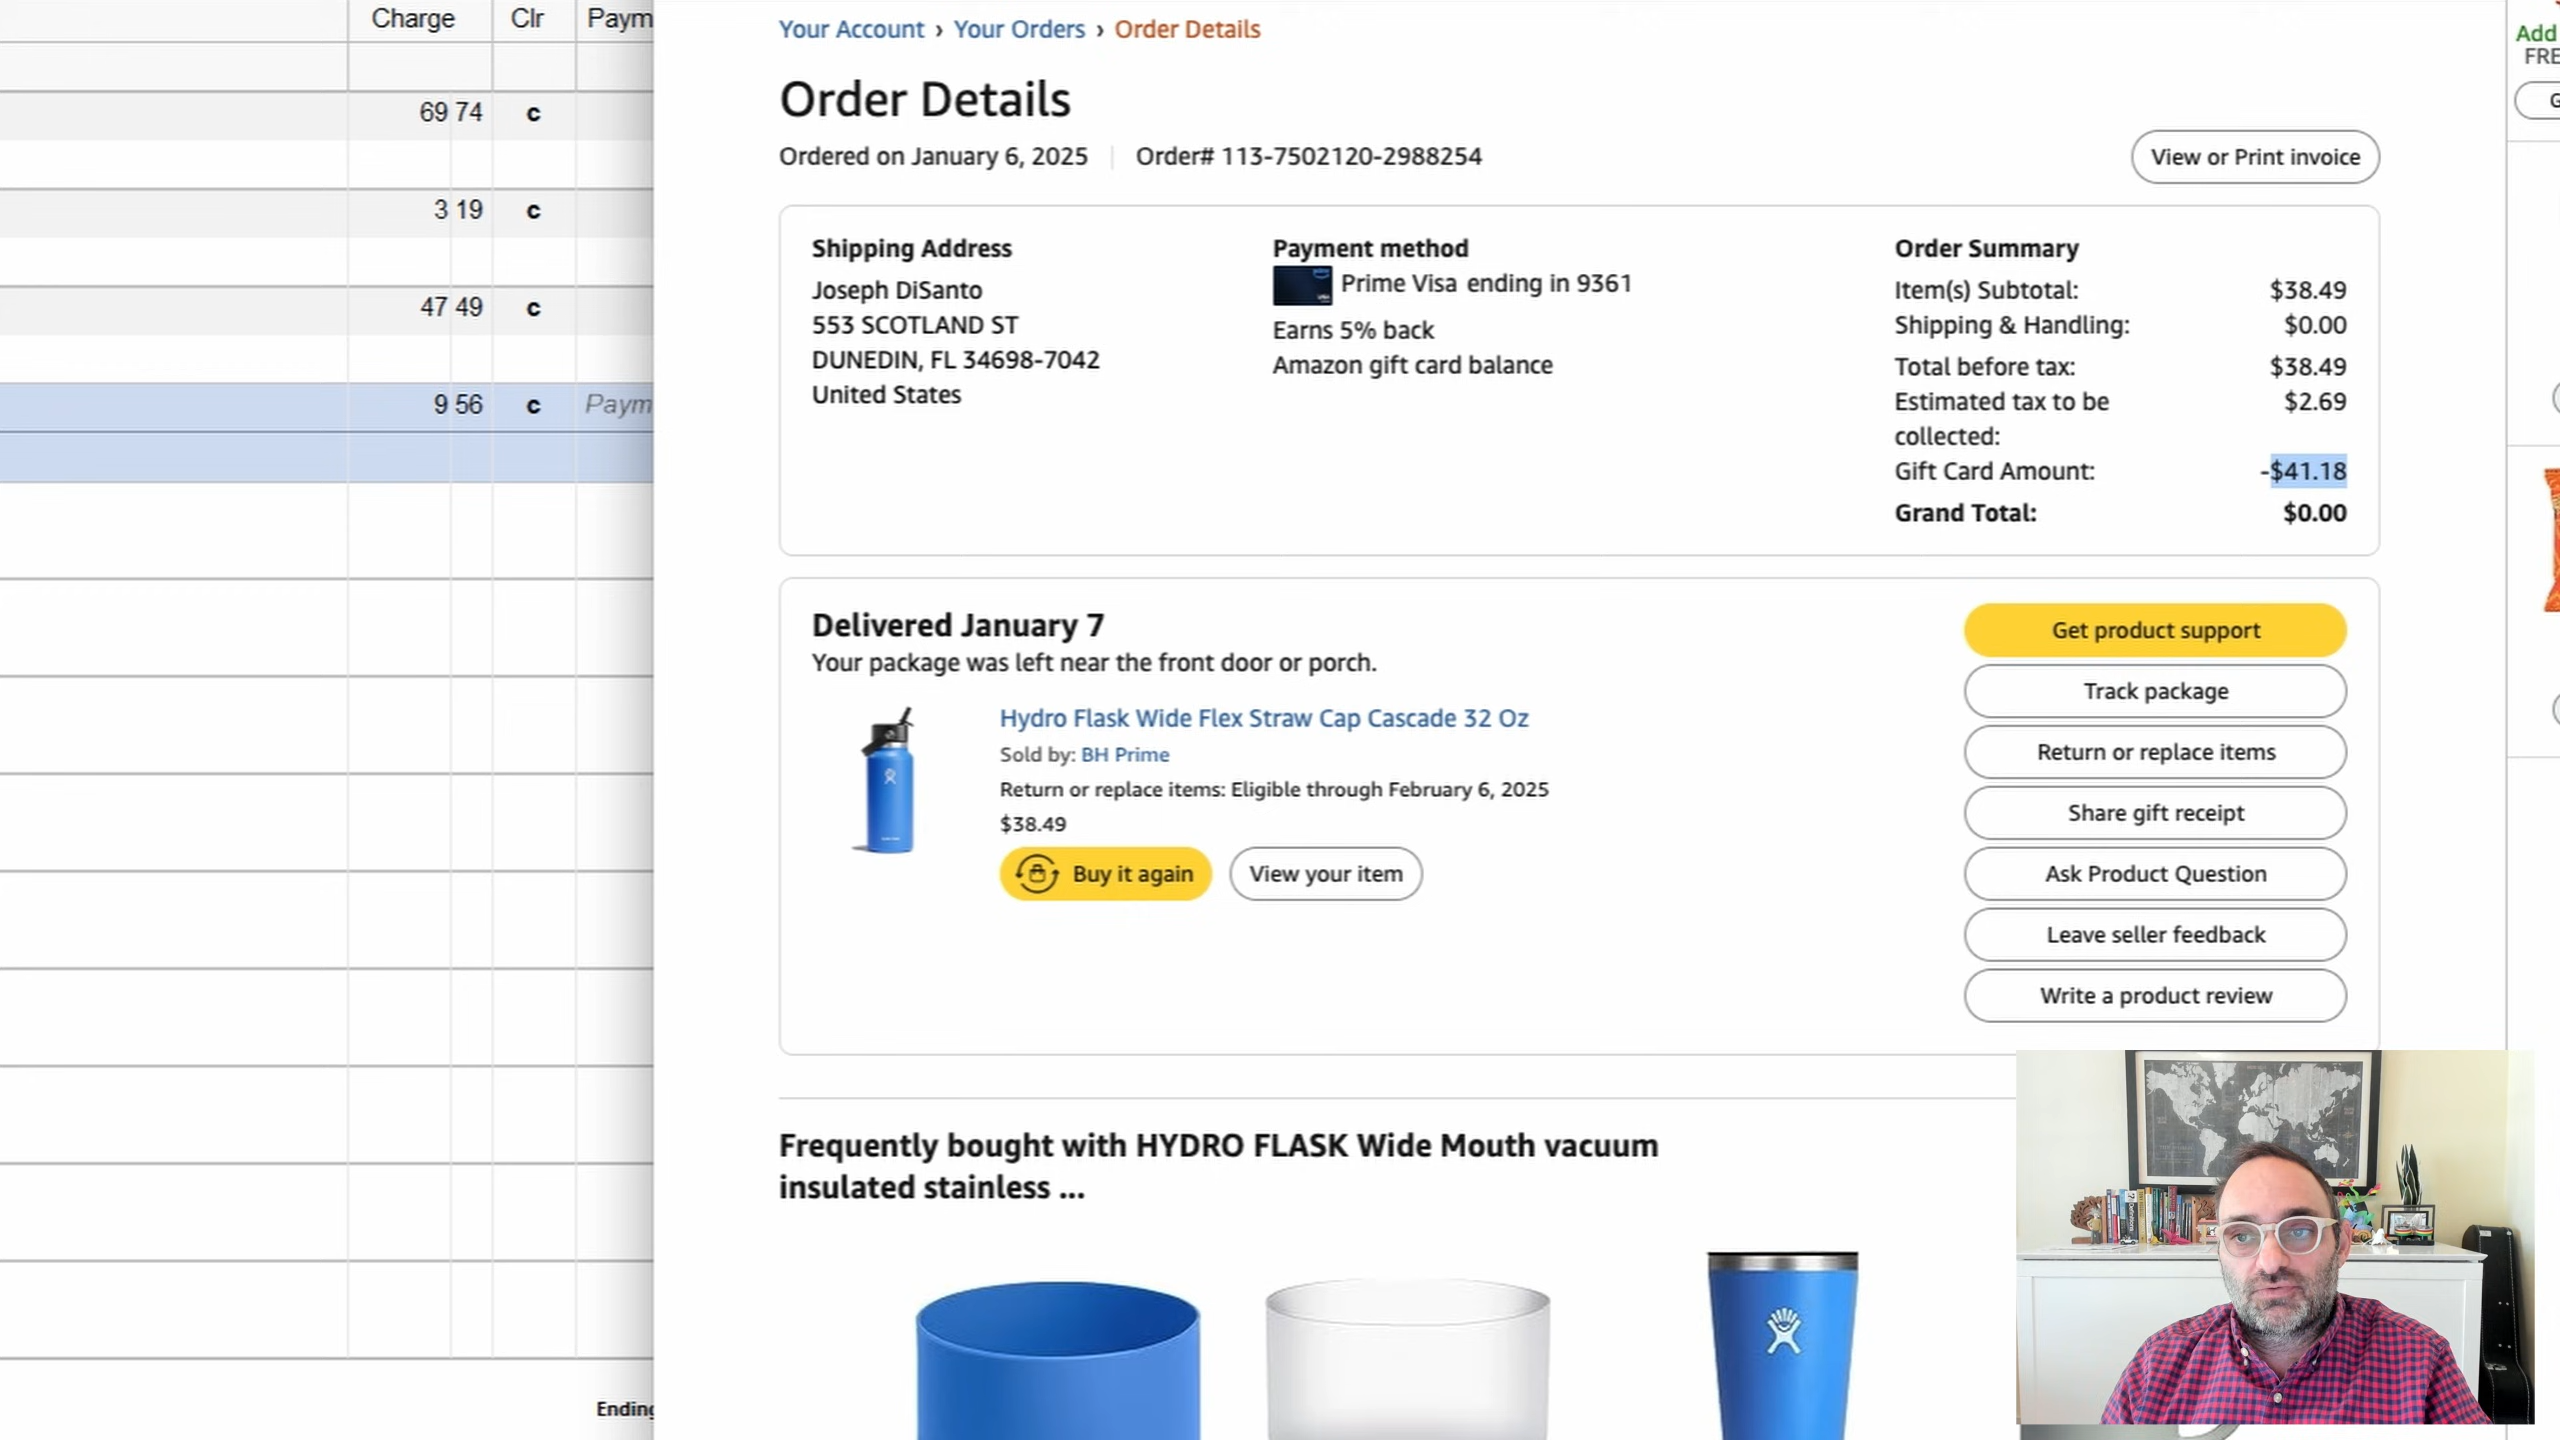 Charge Clr Paym
69 74 c
3 19 c
47 49 c
9 56 c Paym
Ending
Your Account › Your Orders › Order Details
Order Details
Ordered on January 6, 2025 Order# 113-7502120-2988254
View or Print invoice
Shipping Address
Joseph DiSanto
553 SCOTLAND ST
DUNEDIN, FL 34698-7042
United States
Payment method
Prime Visa ending in 9361
Earns 5% back
Amazon gift card balance
Order Summary
Item(s) Subtotal: $38.49
Shipping & Handling: $0.00
Total before tax: $38.49
Estimated tax to be $2.69
collected:
Gift Card Amount: -$41.18
Grand Total: $0.00
Delivered January 7
Your package was left near the front door or porch.
Hydro Flask Wide Flex Straw Cap Cascade 32 Oz
Sold by: BH Prime
Return or replace items: Eligible through February 6, 2025
$38.49
Buy it again View your item
Get product support
Track package
Return or replace items
Share gift receipt
Ask Product Question
Leave seller feedback
Write a product review
Frequently bought with HYDRO FLASK Wide Mouth vacuum
insulated stainless ...
Add
FRE
G